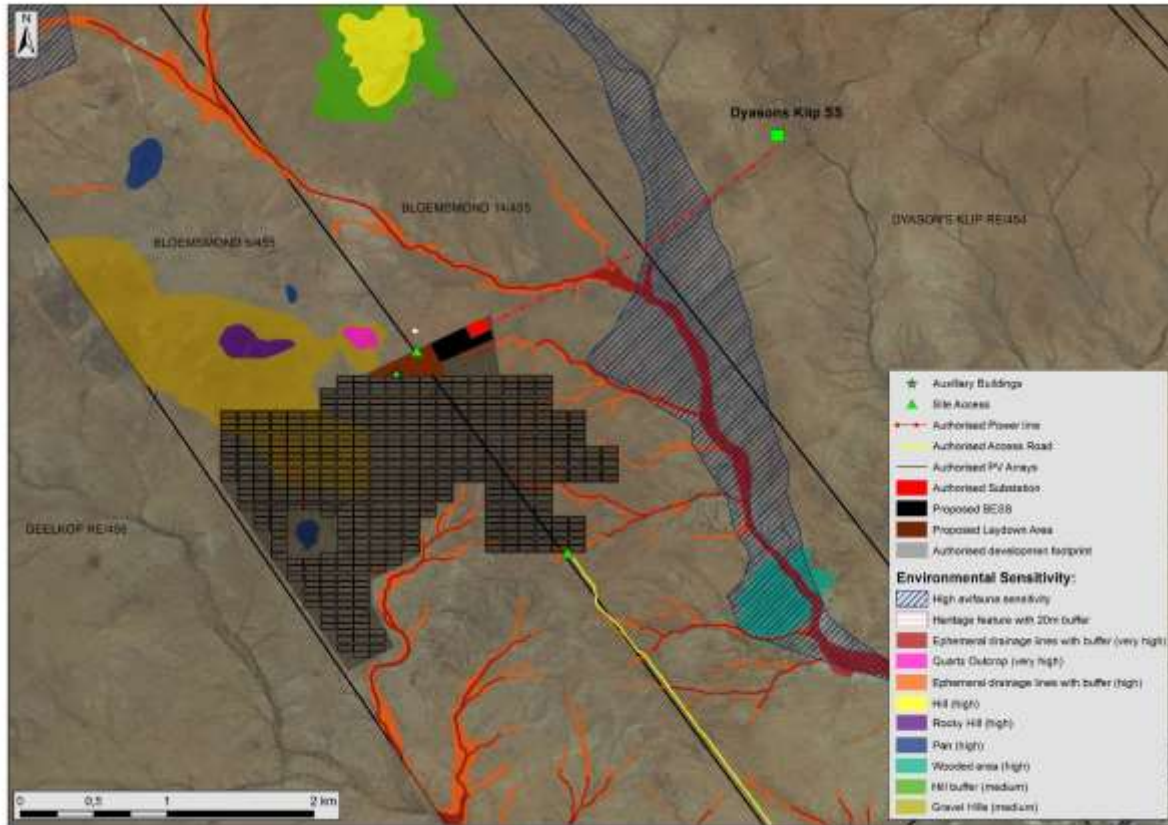 N
Dyasons Klip SS
BLOEMSMOND 14/455
DYASON'S KLIP RE/454
BLOEMSMOND 5/455
GEELKOP RE/456
Auxiliary Buildings
Site Access
Authorised Power line
Authorised Access Road
Authorised PV Arrays
Authorised Substation
Proposed BESS
Proposed Laydown Area
Authorised developmen footprint
Environmental Sensitivity:
High avifauna sensitivity
Heritage feature with 20m buffer
Ephemeral drainage lines with buffer (very high)
Quartz Outcrop (very high)
Ephemeral drainage lines with buffer (high)
Hill (high)
Rocky Hill (high)
Pan (high)
Wooded area (high)
Hill buffer (medium)
Gravel Hills (medium)
0 0,5 1 2 km